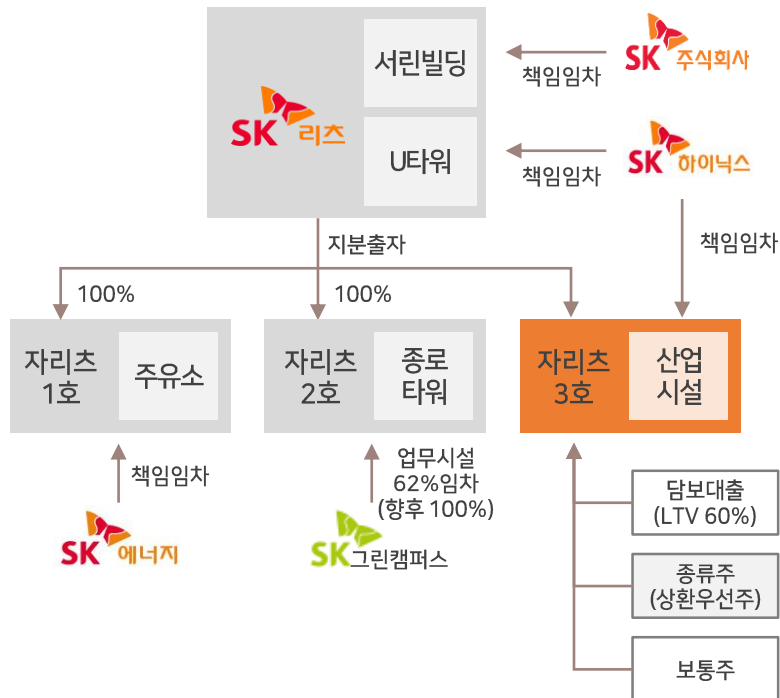 SK 리츠
서린빌딩
U타워
책임임차
SK 주식회사
책임임차
SK 하이닉스
책임임차
지분출자
100%
100%
자리츠
1호
주유소
자리츠
2호
종로
타워
자리츠
3호
산업
시설
책임임차
SK 에너지
업무시설
62%임차
(향후 100%)
SK그린캠퍼스
담보대출
(LTV 60%)
종류주
(상환우선주)
보통주